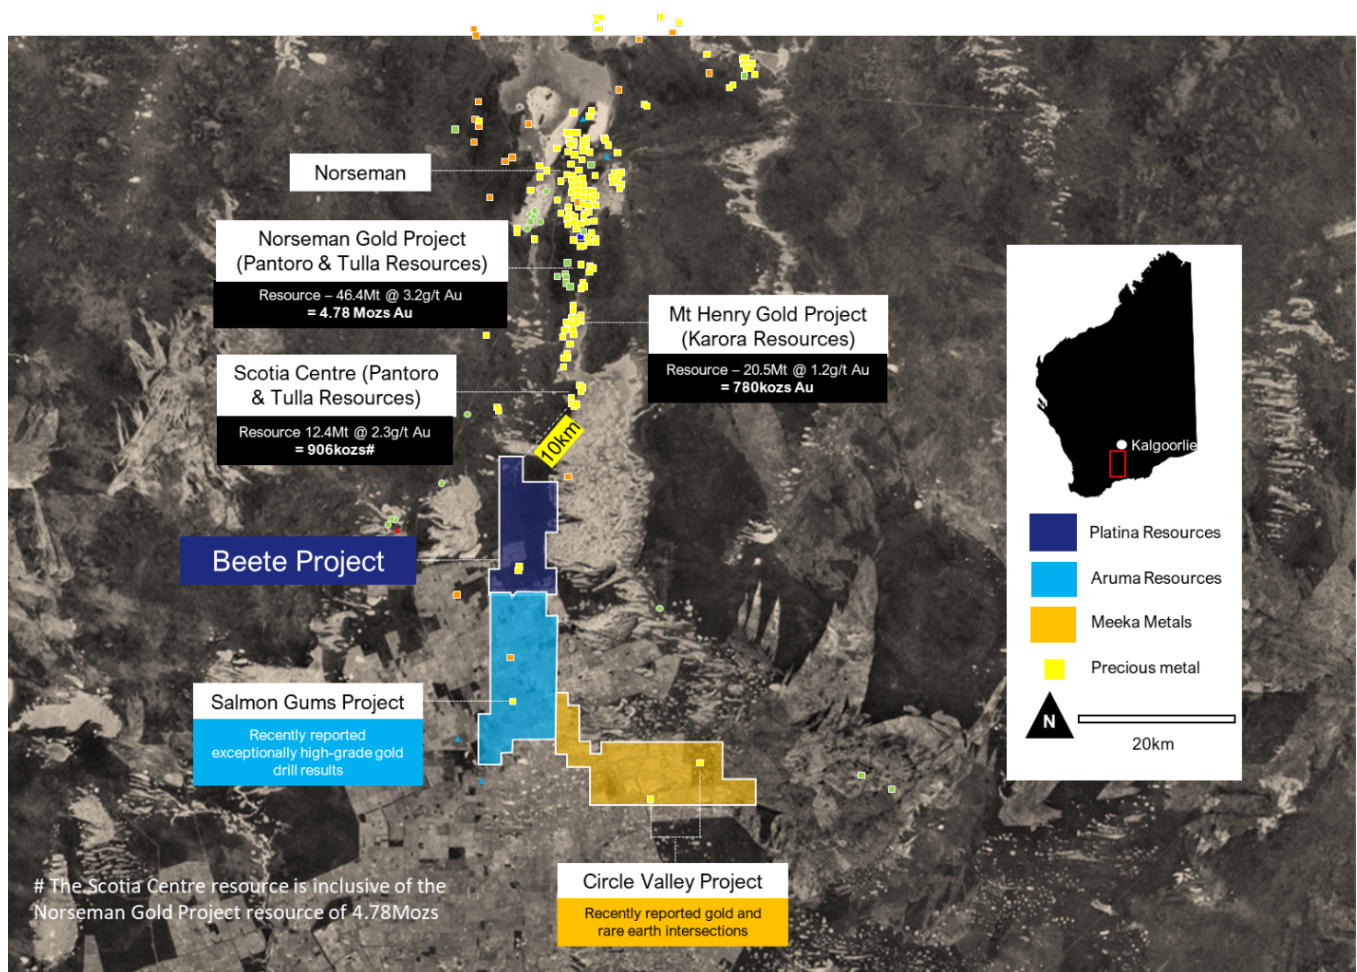 Norseman
Norseman Gold Project
(Pantoro & Tulla Resources)
Resource – 46.4Mt @ 3.2g/t Au
= 4.78 Mozs Au
Mt Henry Gold Project
(Karora Resources)
Resource – 20.5Mt @ 1.2g/t Au
= 780kozs Au
Scotia Centre (Pantoro
& Tulla Resources)
Resource 12.4Mt @ 2.3g/t Au
= 906kozs#
10km
Beete Project
Salmon Gums Project
Recently reported
exceptionally high-grade gold
drill results
Circle Valley Project
Recently reported gold and
rare earth intersections
# The Scotia Centre resource is inclusive of the
Norseman Gold Project resource of 4.78Mozs
Kalgoorlie
Platina Resources
Aruma Resources
Meeka Metals
Precious metal
N
20km